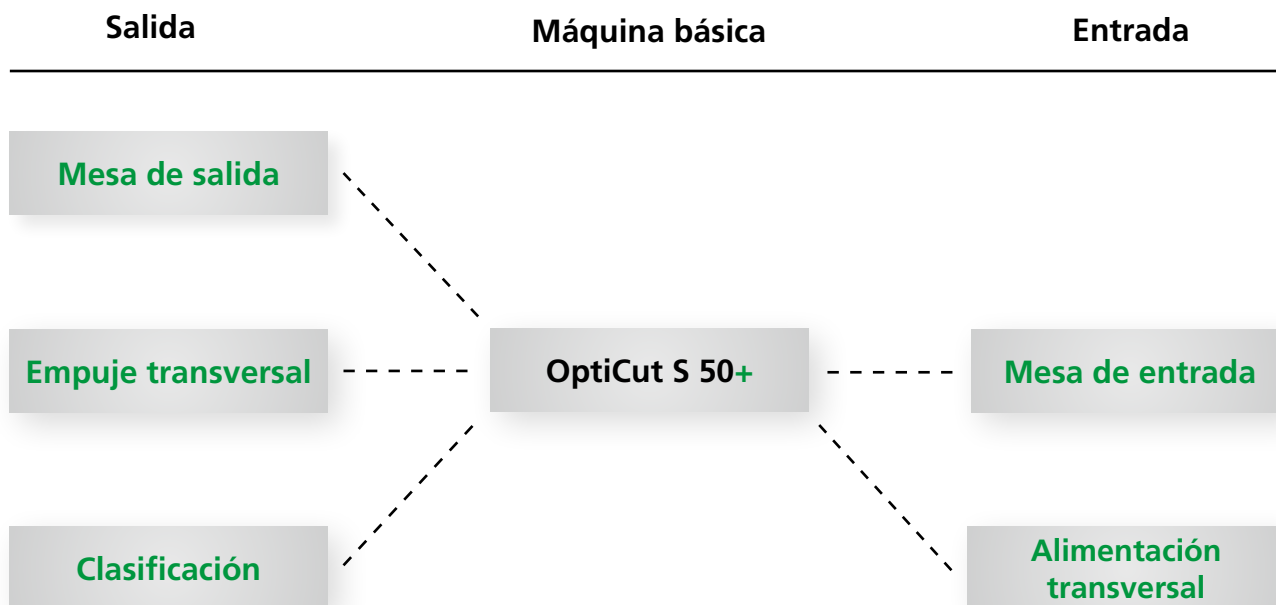 Salida
Máquina básica
Entrada
Mesa de salida
Empuje transversal
OptiCut S 50+
Mesa de entrada
Clasificación
Alimentación
transversal